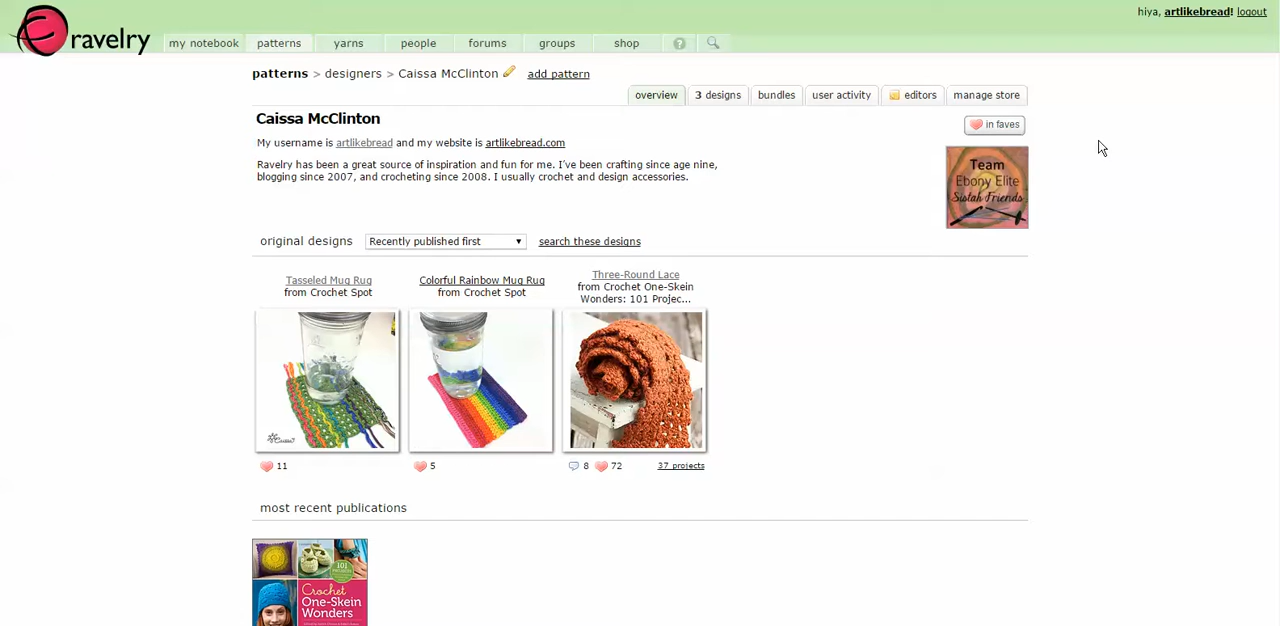 hiya, artlikebread! logout
ravelry
my notebook patterns yarns people forums groups shop ?
patterns > designers > Caissa McClinton add pattern
overview 3 designs bundles user activity editors manage store
Caissa McClinton
in faves
My username is artlikebread and my website is artlikebread.com
Ravelry has been a great source of inspiration and fun for me. I've been crafting since age nine,
blogging since 2007, and crocheting since 2008. I usually crochet and design accessories.
Team
Ebony Elite
Sistah Friends
original designs Recently published first search these designs
Tasseled Mug Rug
from Crochet Spot
Colorful Rainbow Mug Rug
from Crochet Spot
Three-Round Lace
from Crochet One-Skein
Wonders: 101 Projec...
Caissa
11
5
8 72 37 projects
most recent publications
101
Crochet
One-Skein
Wonders